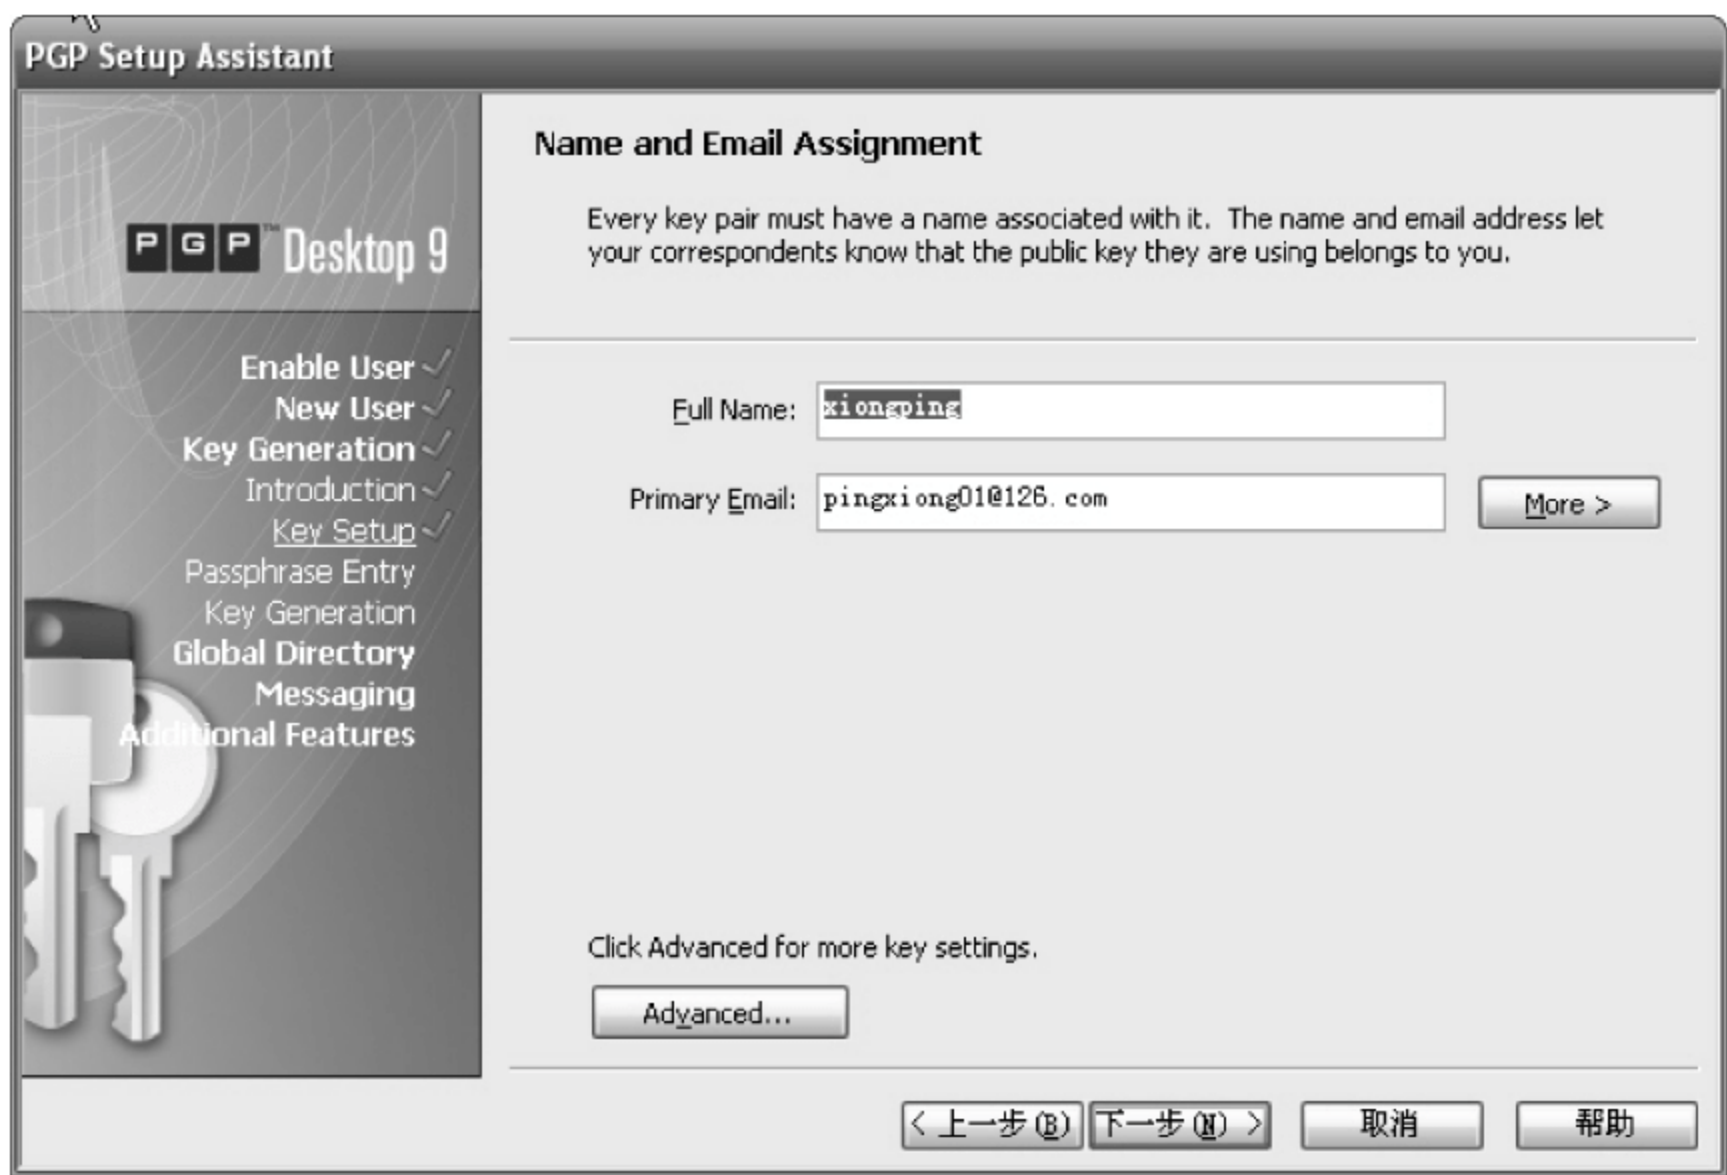 PGP Setup Assistant
PGP™ Desktop 9
Enable User
New User
Key Generation
Introduction
Key Setup
Passphrase Entry
Key Generation
Global Directory
Messaging
Additional Features
Name and Email Assignment
Every key pair must have a name associated with it. The name and email address let
your correspondents know that the public key they are using belongs to you.
Full Name: xiongping
Primary Email: pingxiong01@126.com
More >
Click Advanced for more key settings.
Advanced...
< 上一步(B) 下一步(N) > 取消 帮助